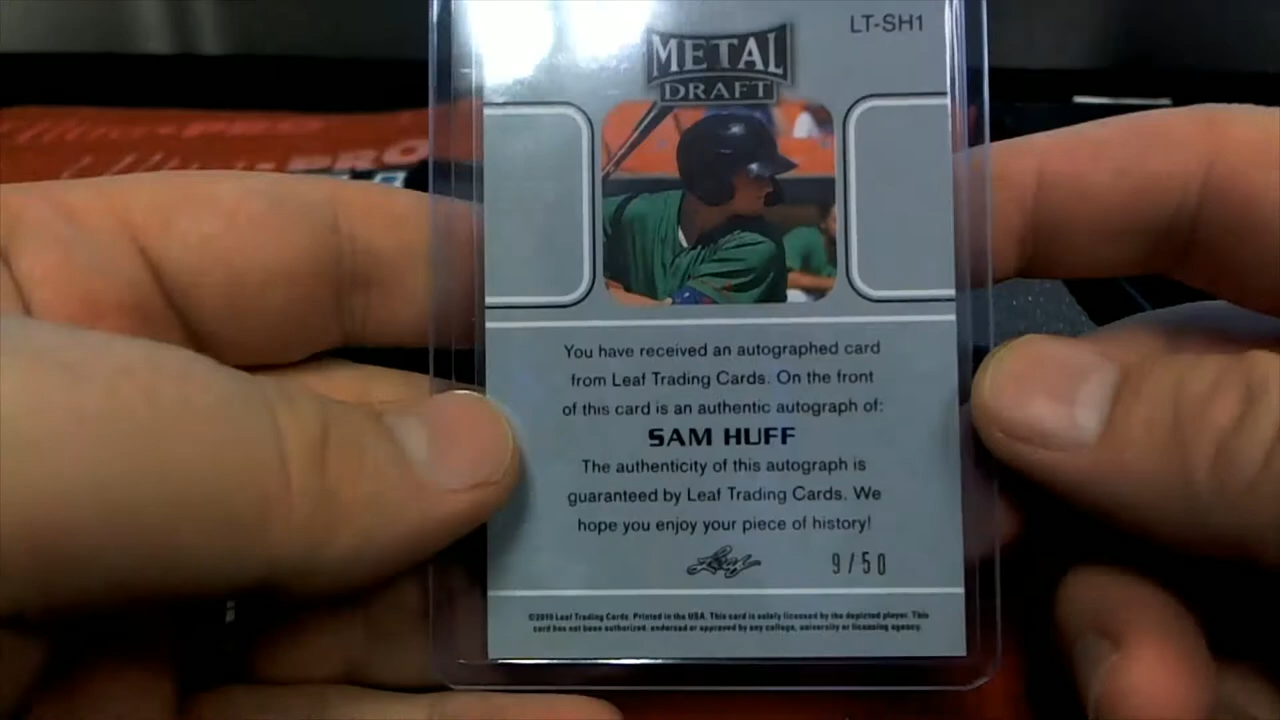 LT-SH1
METAL
DRAFT
PRO
You have received an autographed card
from Leaf Trading Cards. On the front
of this card is an authentic autograph of:
SAM HUFF
The authenticity of this autograph is
guaranteed by Leaf Trading Cards. We
hope you enjoy your piece of history!
Leaf
9/50
Leaf Trading Cards. Printed in the USA. This card is solely licensed by the depicted player. This
card has not been authorized, endorsed or approved by any college, university or licensing agency.